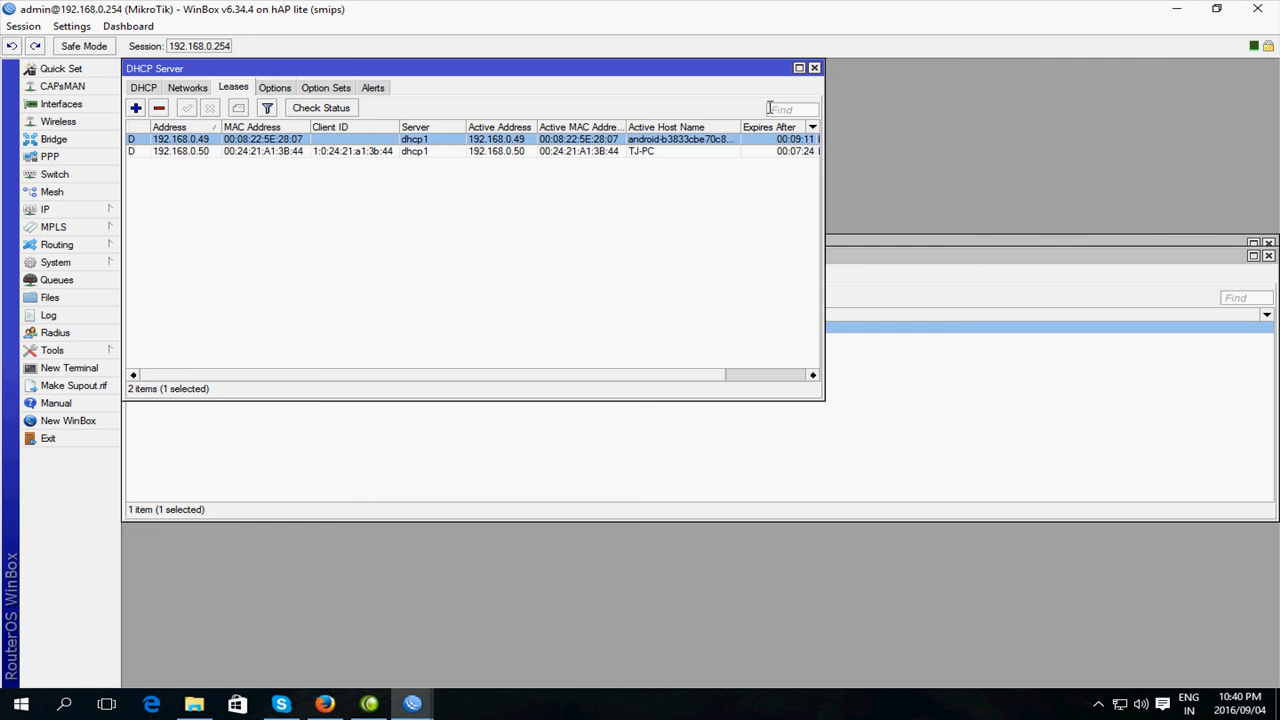 admin@192.168.0.254 (MikroTik) - WinBox v6.34.4 on hAP lite (smips)
Session Settings Dashboard
Safe Mode Session: 192.168.0.254
Quick Set
CAPsMAN
Interfaces
Wireless
Bridge
PPP
Switch
Mesh
IP
MPLS
Routing
System
Queues
Files
Log
Radius
Tools
New Terminal
Make Supout.rif
Manual
New WinBox
Exit
RouterOS WinBox
DHCP Server
DHCP Networks Leases Options Option Sets Alerts
Check Status Find
Address MAC Address Client ID Server Active Address Active MAC Addre... Active Host Name Expires After
D 192.168.0.49 00:08:22:5E:28:07 dhcp1 192.168.0.49 00:08:22:5E:28:07 android-b3833cbe70c8... 00:09:11
D 192.168.0.50 00:24:21:A1:3B:44 1:0:24:21:a1:3b:44 dhcp1 192.168.0.50 00:24:21:A1:3B:44 TJ-PC 00:07:24
2 items (1 selected)
Find
1 item (1 selected)
ENG
IN
10:40 PM
2016/09/04